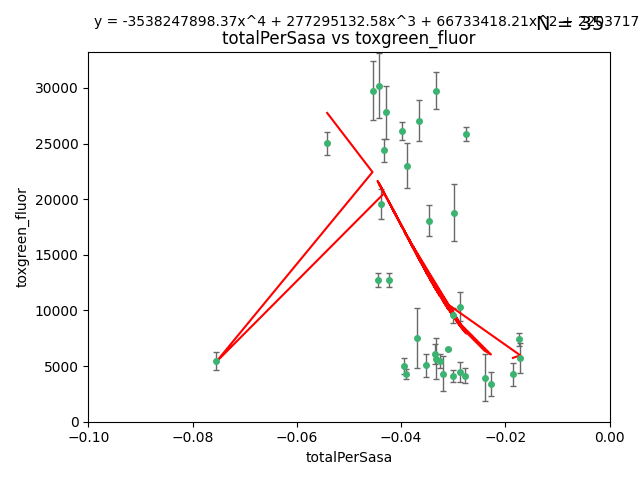 y = -3538247898.37x^4 + 277295132.58x^3 + 66733418.21x^2 +
N = 35
totalPerSasa vs toxgreen_fluor
30000
25000
20000
15000
10000
5000
0
toxgreen_fluor
−0.10
−0.08
−0.06
−0.04
−0.02
0.00
totalPerSasa